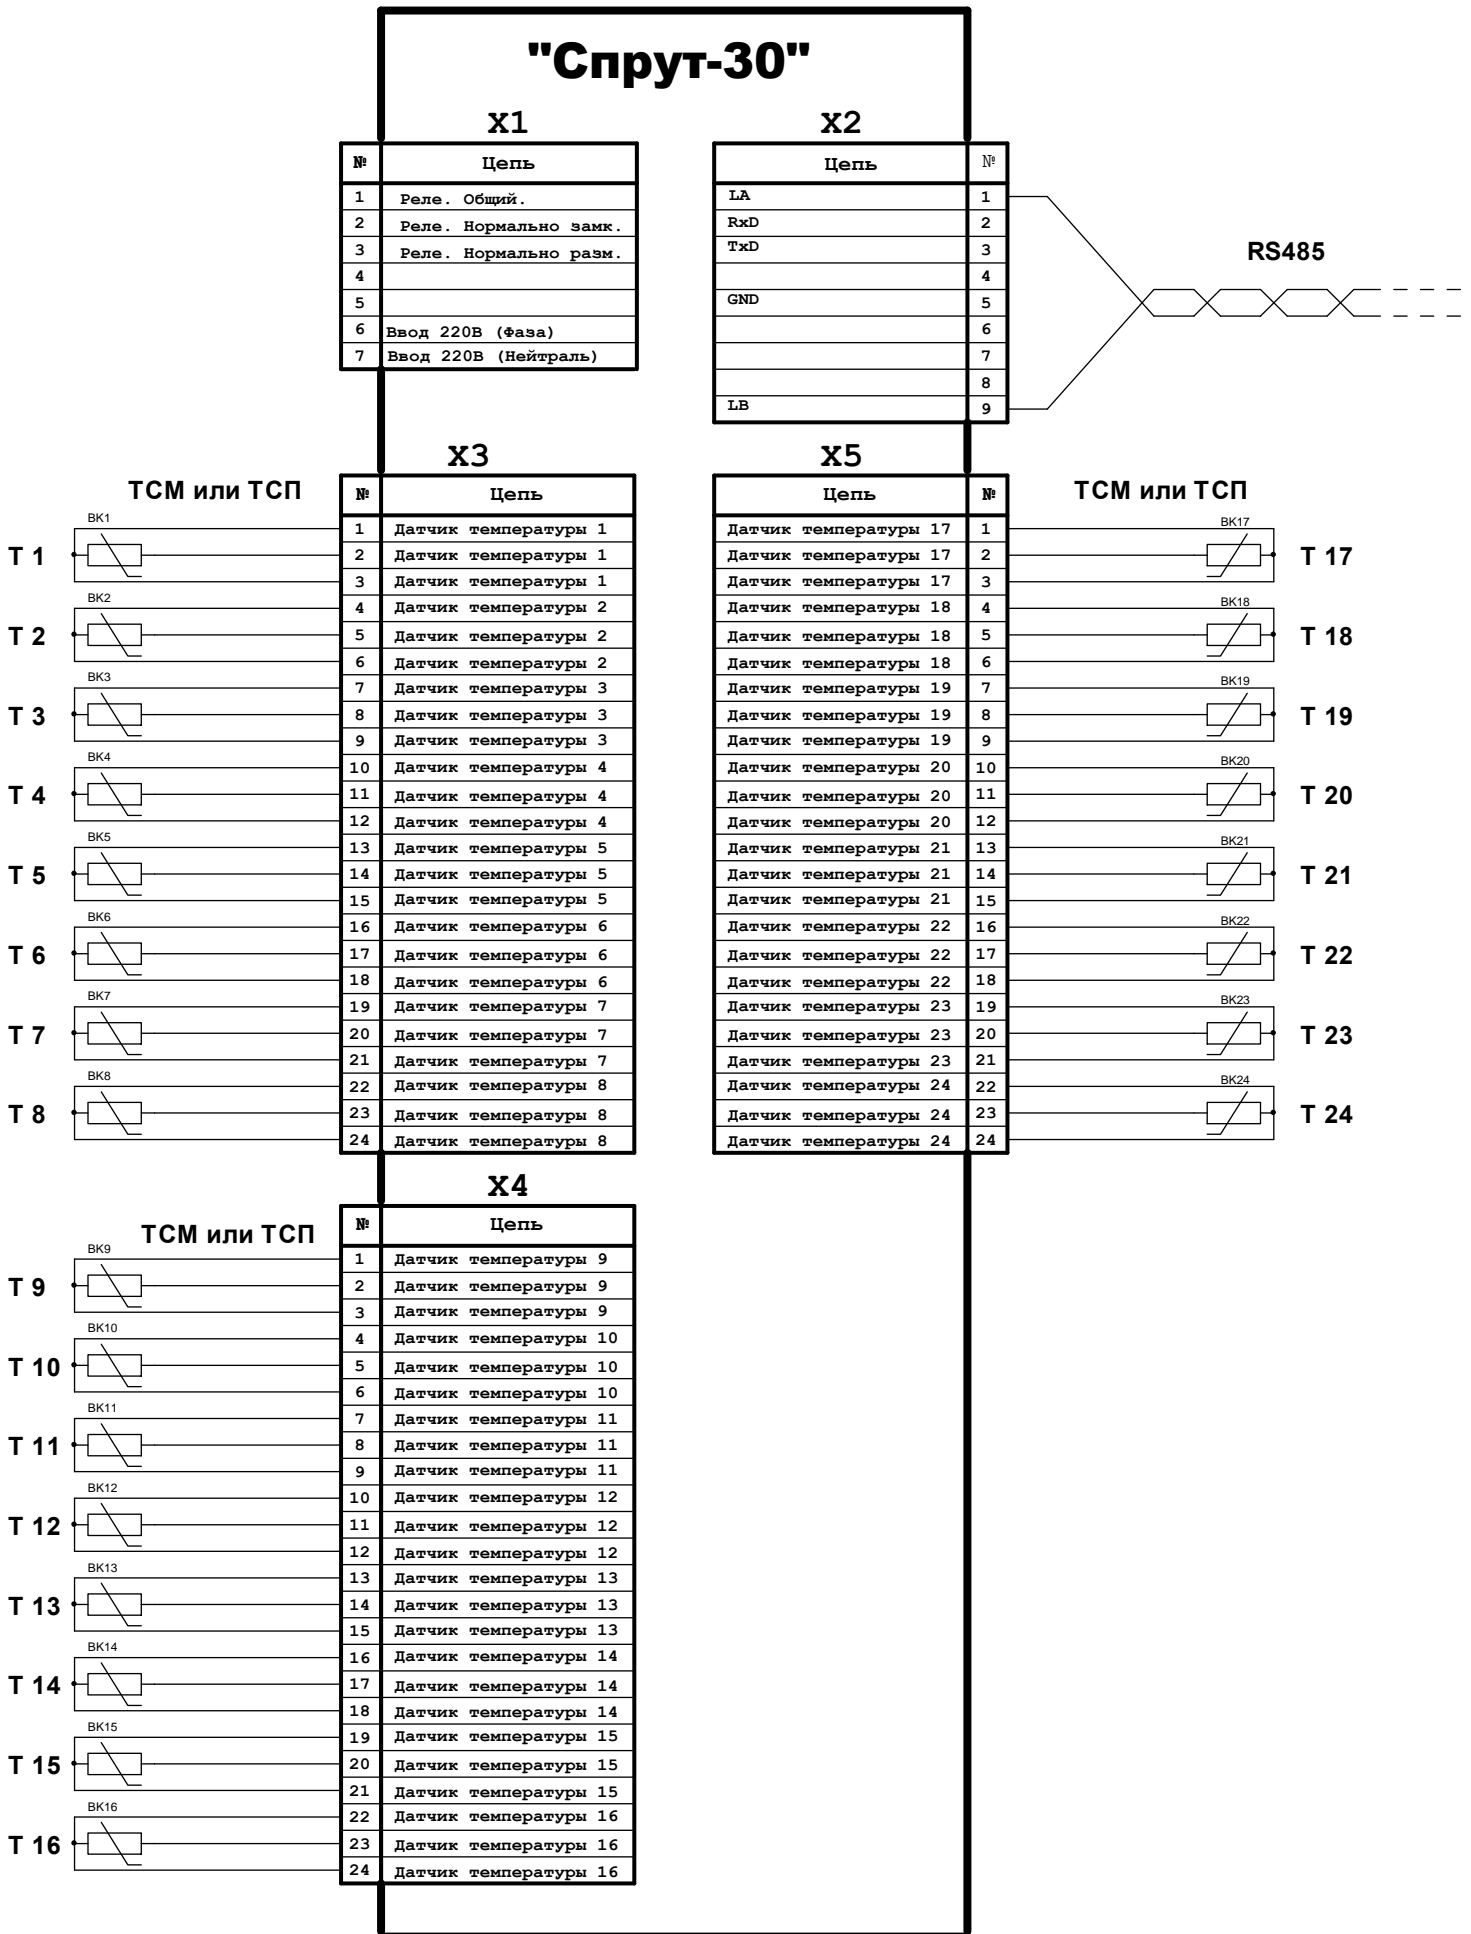 "Спрут-30"
X1
№ Цепь
1 Реле. Общий.
2 Реле. Нормально замк.
3 Реле. Нормально разм.
4
5
6 Ввод 220В (Фаза)
7 Ввод 220В (Нейтраль)
X2
Цепь №
LA 1
RxD 2
TxD 3
4
GND 5
6
7
8
LB 9
RS485
X3
ТСМ или ТСП
№ Цепь
BK1
T 1
1 Датчик температуры 1
2 Датчик температуры 1
3 Датчик температуры 1
BK2
T 2
4 Датчик температуры 2
5 Датчик температуры 2
6 Датчик температуры 2
BK3
T 3
7 Датчик температуры 3
8 Датчик температуры 3
9 Датчик температуры 3
BK4
T 4
10 Датчик температуры 4
11 Датчик температуры 4
12 Датчик температуры 4
BK5
T 5
13 Датчик температуры 5
14 Датчик температуры 5
15 Датчик температуры 5
BK6
T 6
16 Датчик температуры 6
17 Датчик температуры 6
18 Датчик температуры 6
BK7
T 7
19 Датчик температуры 7
20 Датчик температуры 7
21 Датчик температуры 7
BK8
T 8
22 Датчик температуры 8
23 Датчик температуры 8
24 Датчик температуры 8
X5
Цепь №
ТСМ или ТСП
Датчик температуры 17 1
Датчик температуры 17 2
Датчик температуры 17 3
BK17
T 17
Датчик температуры 18 4
Датчик температуры 18 5
Датчик температуры 18 6
BK18
T 18
Датчик температуры 19 7
Датчик температуры 19 8
Датчик температуры 19 9
BK19
T 19
Датчик температуры 20 10
Датчик температуры 20 11
Датчик температуры 20 12
BK20
T 20
Датчик температуры 21 13
Датчик температуры 21 14
Датчик температуры 21 15
BK21
T 21
Датчик температуры 22 16
Датчик температуры 22 17
Датчик температуры 22 18
BK22
T 22
Датчик температуры 23 19
Датчик температуры 23 20
Датчик температуры 23 21
BK23
T 23
Датчик температуры 24 22
Датчик температуры 24 23
Датчик температуры 24 24
BK24
T 24
X4
ТСМ или ТСП
№ Цепь
BK9
T 9
1 Датчик температуры 9
2 Датчик температуры 9
3 Датчик температуры 9
BK10
T 10
4 Датчик температуры 10
5 Датчик температуры 10
6 Датчик температуры 10
BK11
T 11
7 Датчик температуры 11
8 Датчик температуры 11
9 Датчик температуры 11
BK12
T 12
10 Датчик температуры 12
11 Датчик температуры 12
12 Датчик температуры 12
BK13
T 13
13 Датчик температуры 13
14 Датчик температуры 13
15 Датчик температуры 13
BK14
T 14
16 Датчик температуры 14
17 Датчик температуры 14
18 Датчик температуры 14
BK15
T 15
19 Датчик температуры 15
20 Датчик температуры 15
21 Датчик температуры 15
BK16
T 16
22 Датчик температуры 16
23 Датчик температуры 16
24 Датчик температуры 16